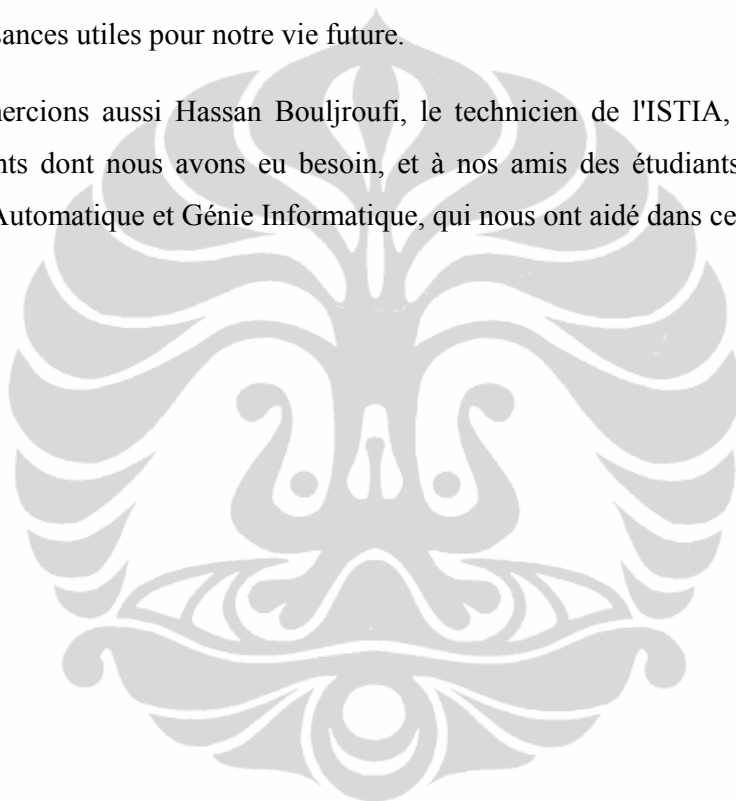 sances utiles pour notre vie future.
ercions aussi Hassan Bouljroufi, le technicien de l'ISTIA,
nts dont nous avons eu besoin, et à nos amis des étudiants
Automatique et Génie Informatique, qui nous ont aidé dans ce